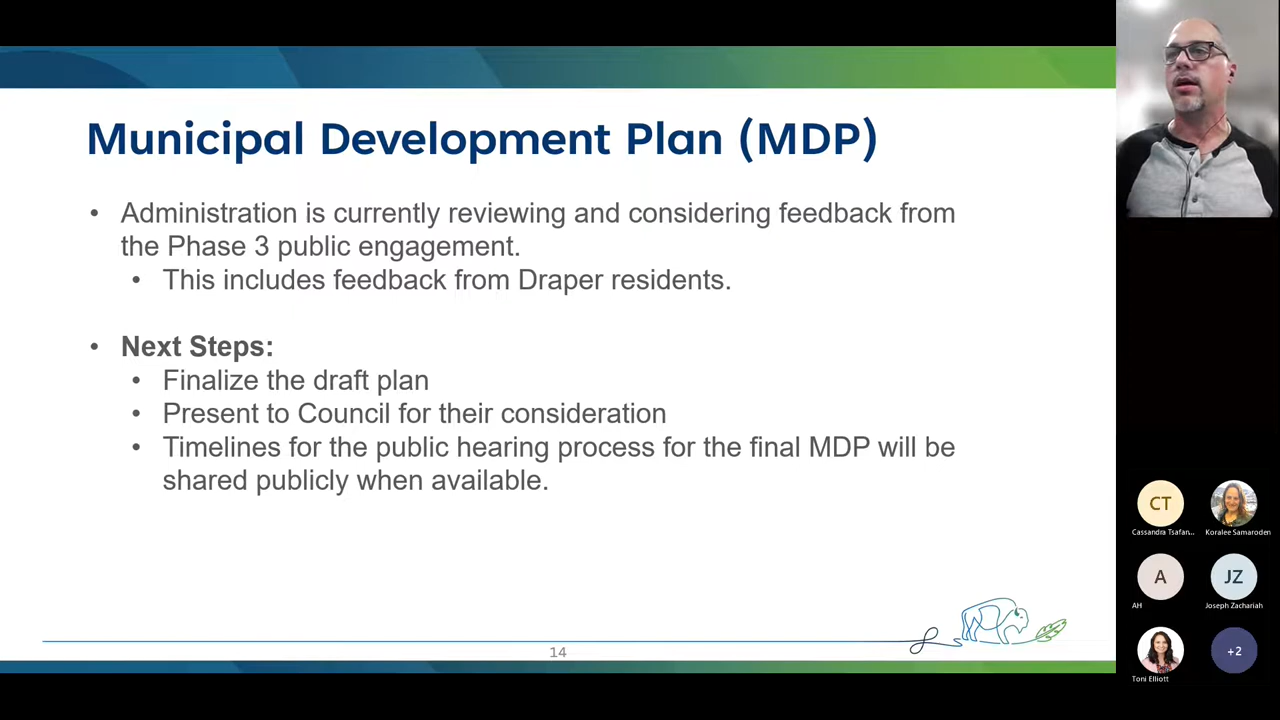 Municipal Development Plan (MDP)
• Administration is currently reviewing and considering feedback from
the Phase 3 public engagement.
• This includes feedback from Draper residents.
• Next Steps:
• Finalize the draft plan
• Present to Council for their consideration
• Timelines for the public hearing process for the final MDP will be
shared publicly when available.
14
CT
Cassandra Tsafan...
Koralee Samaroden
A
AH
JZ
Joseph Zachariah
Toni Elliott
+2